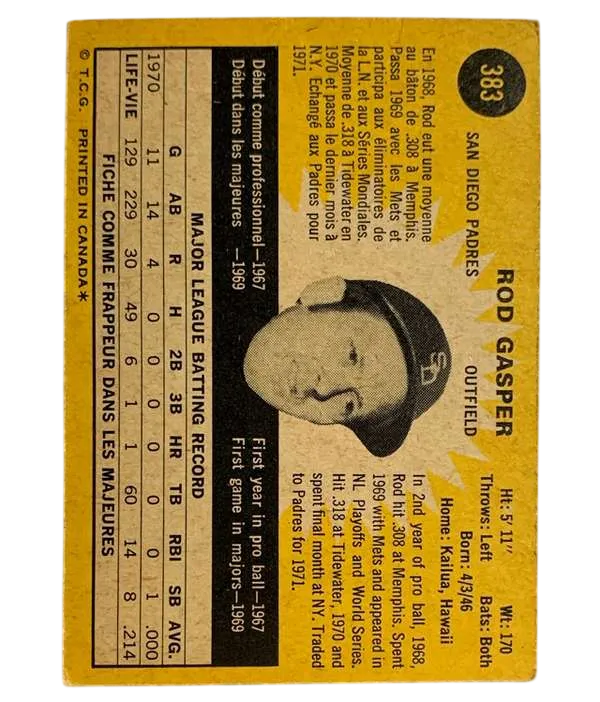 383
ROD GASPER
SAN DIEGO PADRES OUTFIELD
Ht: 5' 11" Wt: 170
Throws: Left Bats: Both
Born: 4/3/46
Home: Kailua, Hawaii
En 1968, Rod eut une moyenne
au bâton de .308 à Memphis.
Passa 1969 avec les Mets et
participa aux éliminatoires de
la L.N. et aux Séries Mondiales.
Moyenne de .318 à Tidewater en
1970 et passa le dernier mois à
N.Y. Echangé aux Padres pour
1971.
SD
In 2nd year of pro ball, 1968,
Rod hit .308 at Memphis. Spent
1969 with Mets and appeared in
NL Playoffs and World Series.
Hit .318 at Tidewater, 1970 and
spent final month at NY. Traded
to Padres for 1971.
Début comme professionnel—1967
Début dans les majeures —1969
First year in pro ball—1967
First game in majors—1969
MAJOR LEAGUE BATTING RECORD
G AB R H 2B 3B HR TB RBI SB AVG.
1970 11 14 4 0 0 0 0 0 0 1 .000
LIFE-VIE 129 229 30 49 6 1 1 60 14 8 .214
FICHE COMME FRAPPEUR DANS LES MAJEURES
© T.C.G. PRINTED IN CANADA*